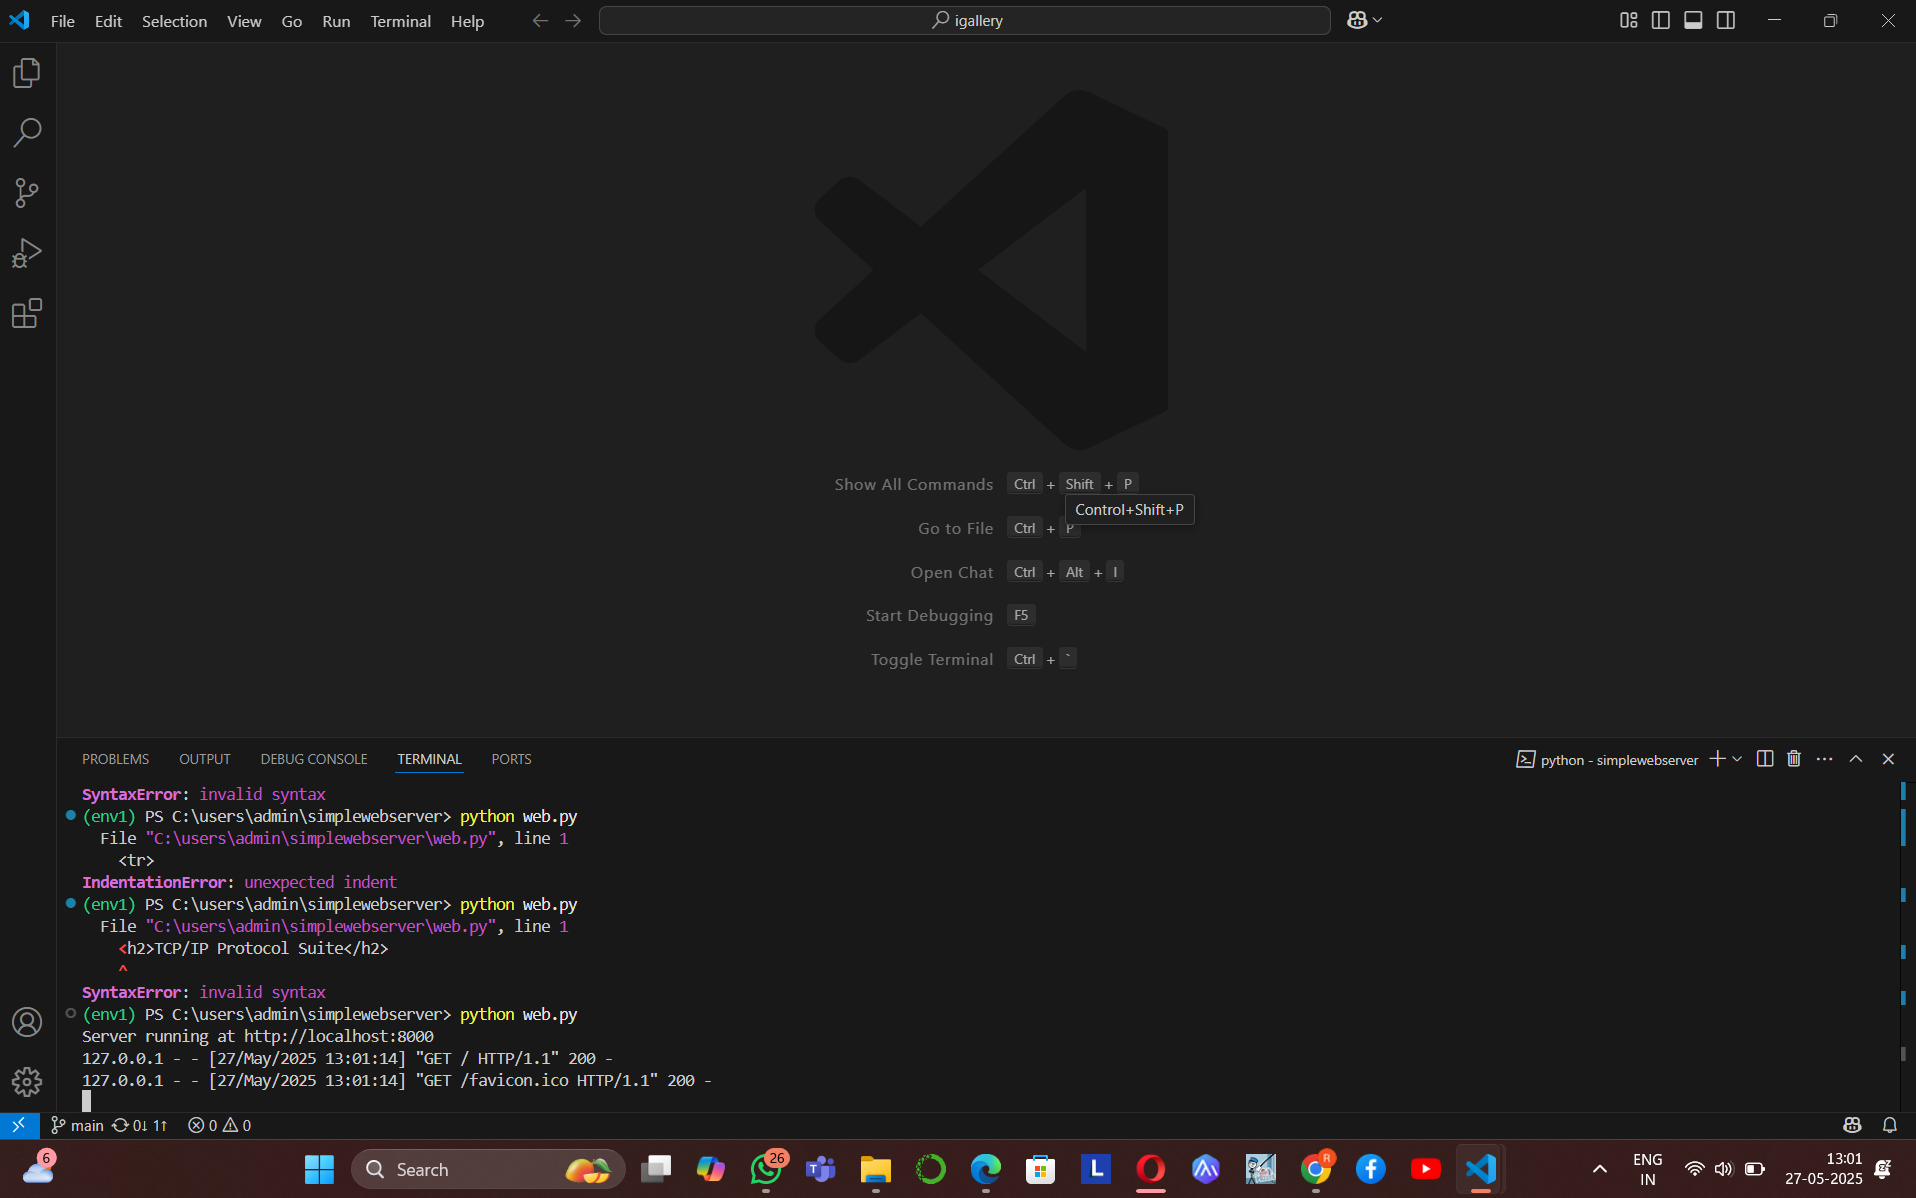 File Edit Selection View Go Run Terminal Help
igallery
Show All Commands Ctrl + Shift + P
Control+Shift+P
Go to File Ctrl + P
Open Chat Ctrl + Alt + I
Start Debugging F5
Toggle Terminal Ctrl + `
PROBLEMS OUTPUT DEBUG CONSOLE TERMINAL PORTS
python - simplewebserver
SyntaxError: invalid syntax
(env1) PS C:\users\admin\simplewebserver> python web.py
File "C:\users\admin\simplewebserver\web.py", line 1
<tr>
IndentationError: unexpected indent
(env1) PS C:\users\admin\simplewebserver> python web.py
File "C:\users\admin\simplewebserver\web.py", line 1
<h2>TCP/IP Protocol Suite</h2>
^
SyntaxError: invalid syntax
(env1) PS C:\users\admin\simplewebserver> python web.py
Server running at http://localhost:8000
127.0.0.1 - - [27/May/2025 13:01:14] "GET / HTTP/1.1" 200 -
127.0.0.1 - - [27/May/2025 13:01:14] "GET /favicon.ico HTTP/1.1" 200 -
main 0↓ 1↑ 0 0
6
Search
26
L
R
ENG
IN
13:01
27-05-2025